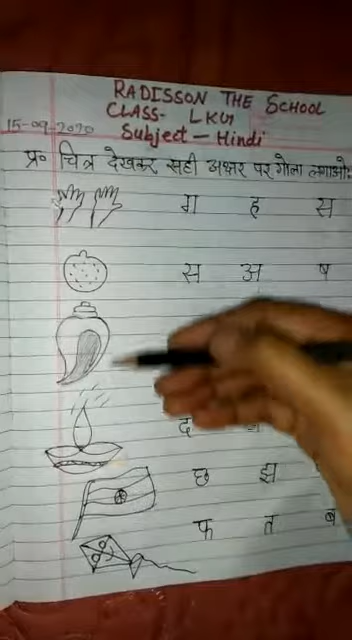 RADISSON THE SCHOOL
CLASS- LKG
15-09-2020
Subject - Hindi
प्र॰ चित्र देखकर सही अक्षर पर गोला लगाओ:
ग ह स
स अ ष
द
छ झ
फ त ब